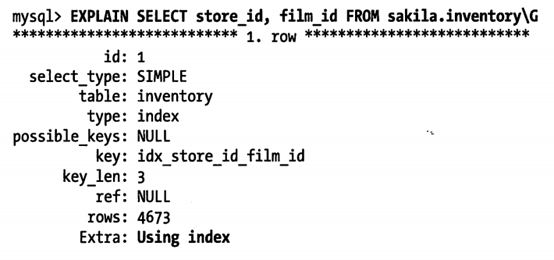 mysql> EXPLAIN SELECT store_id, film_id FROM sakila.inventory\G
*************************** 1. row ***************************
id: 1
select_type: SIMPLE
table: inventory
type: index
possible_keys: NULL
key: idx_store_id_film_id
key_len: 3
ref: NULL
rows: 4673
Extra: Using index